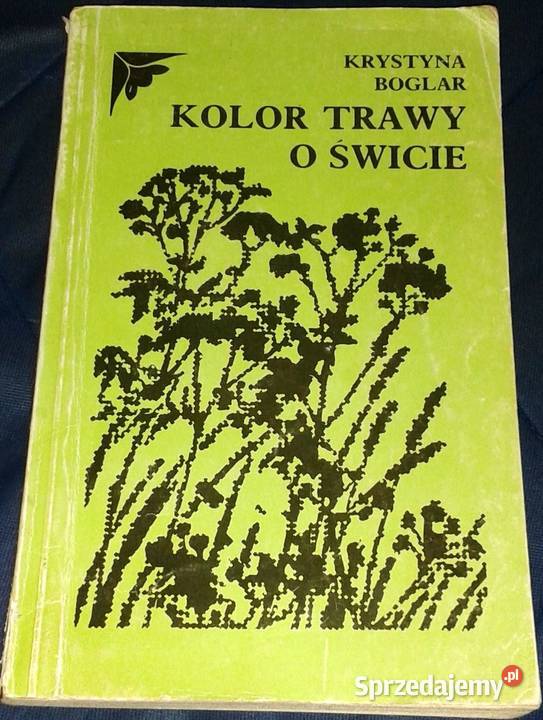 KRYSTYNA
BOGLAR
KOLOR TRAWY
O ŚWICIE
Sprzedajemy.pl